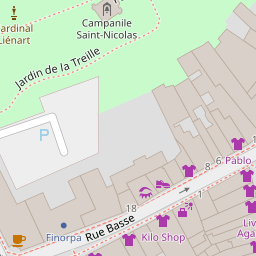 Campanile
Saint-Nicolas
ardinal
Liénart
Jardin de la Treille
P
8
6
Pablo
1
18
Rue Basse
Finorpa
Kilo Shop
Liv
Aga